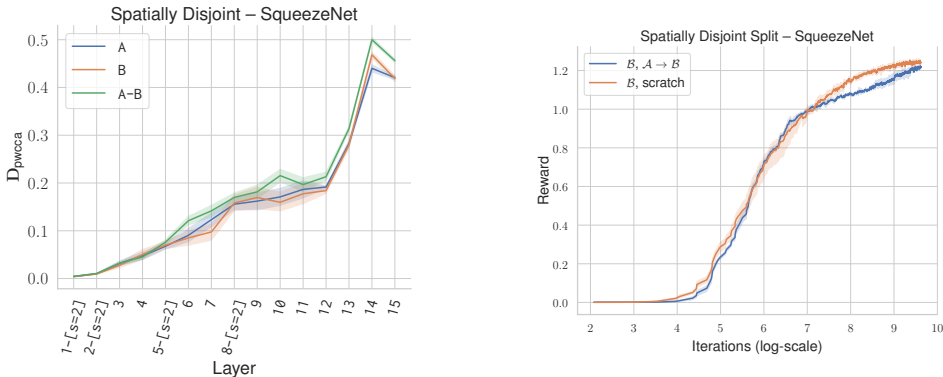 Spatially Disjoint – SqueezeNet
A
B
A-B
0.5
0.4
0.3
0.2
0.1
0.0
D_pwcca
1-[s=2]
2-[s=2]
3
4
5-[s=2]
6
7
8-[s=2]
9
10
11
12
13
14
15
Layer
Spatially Disjoint Split – SqueezeNet
ℬ, 𝒜 → ℬ
ℬ, scratch
1.2
1.0
0.8
0.6
0.4
0.2
0.0
Reward
2
3
4
5
6
7
8
9
10
Iterations (log-scale)